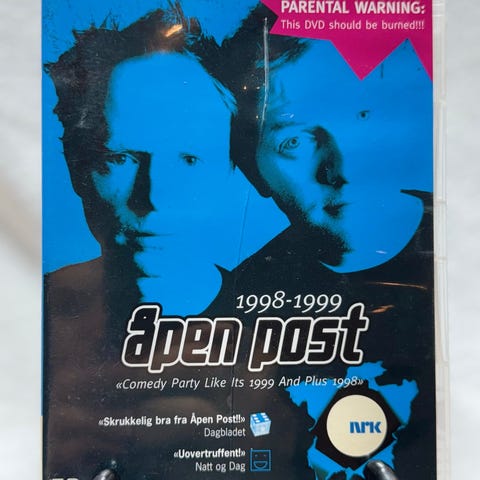 PARENTAL WARNING:
This DVD should be burned!!!
1998-1999
åpen post
«Comedy Party Like Its 1999 And Plus 1998»
«Skrukkelig bra fra Åpen Post!!»
Dagbladet
«Uovertruffent!»
Natt og Dag
NRK